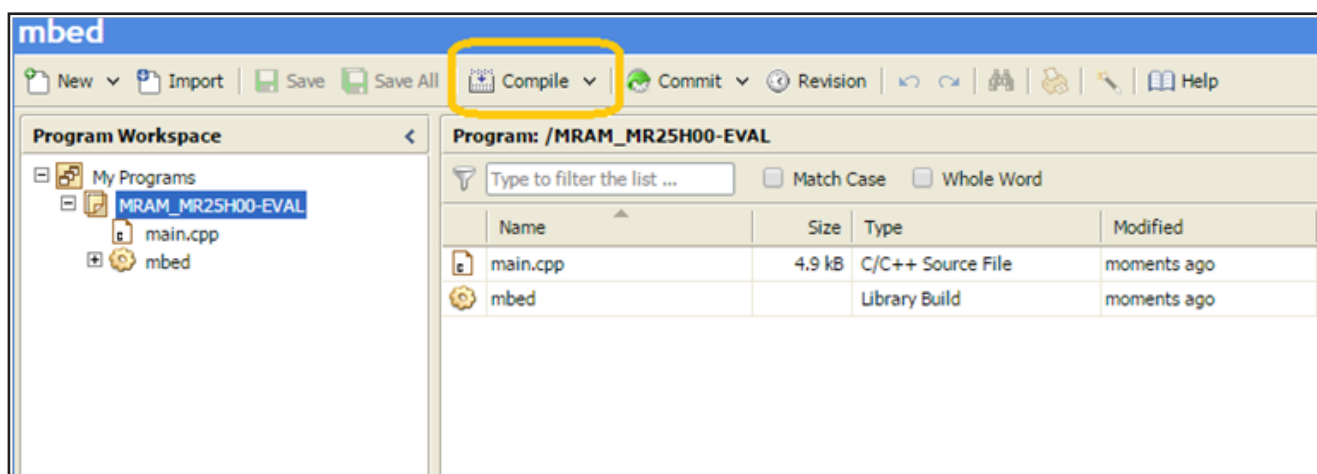 mbed
New Import Save Save All Compile Commit Revision Help
Program Workspace <
My Programs
MRAM_MR25H00-EVAL
main.cpp
mbed
Program: /MRAM_MR25H00-EVAL
Type to filter the list ... Match Case Whole Word
Name Size Type Modified
main.cpp 4.9 kB C/C++ Source File moments ago
mbed Library Build moments ago